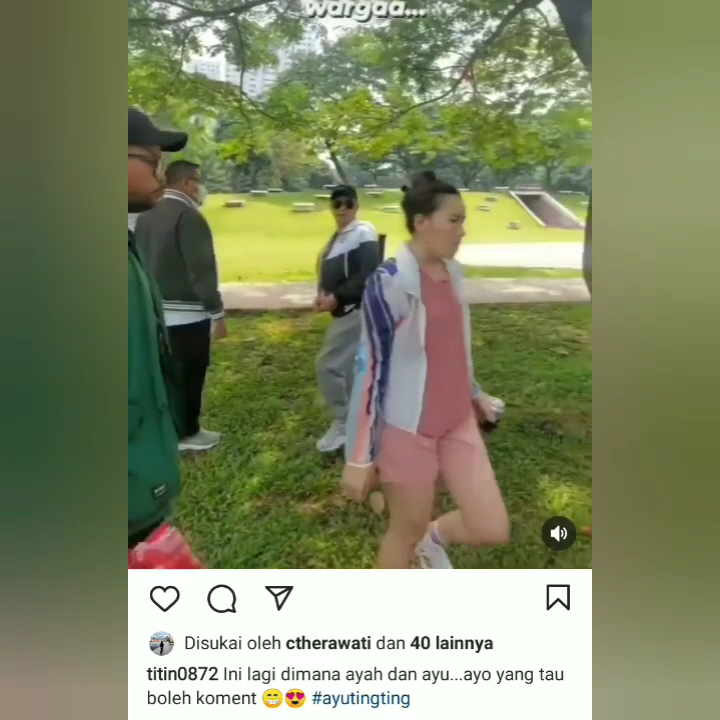 wargaa...
Disukai oleh ctherawati dan 40 lainnya
titin0872 Ini lagi dimana ayah dan ayu...ayo yang tau
boleh koment 😁😍 #ayutingting